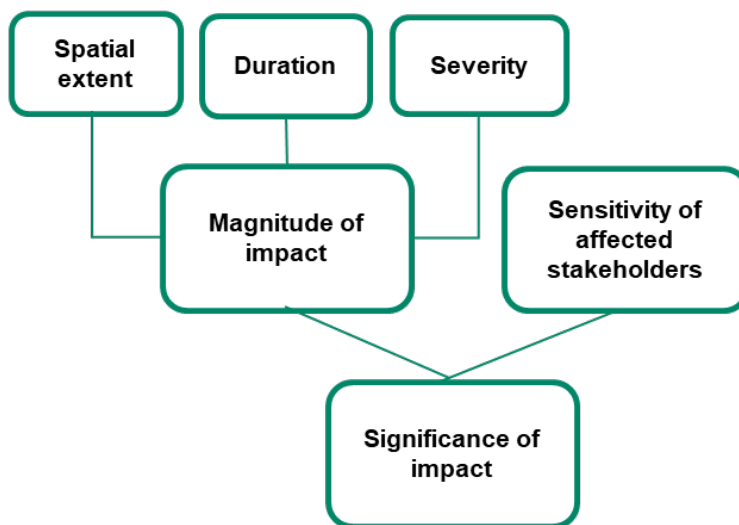 Spatial
extent
Duration
Severity
Magnitude of
impact
Sensitivity of
affected
stakeholders
Significance of
impact